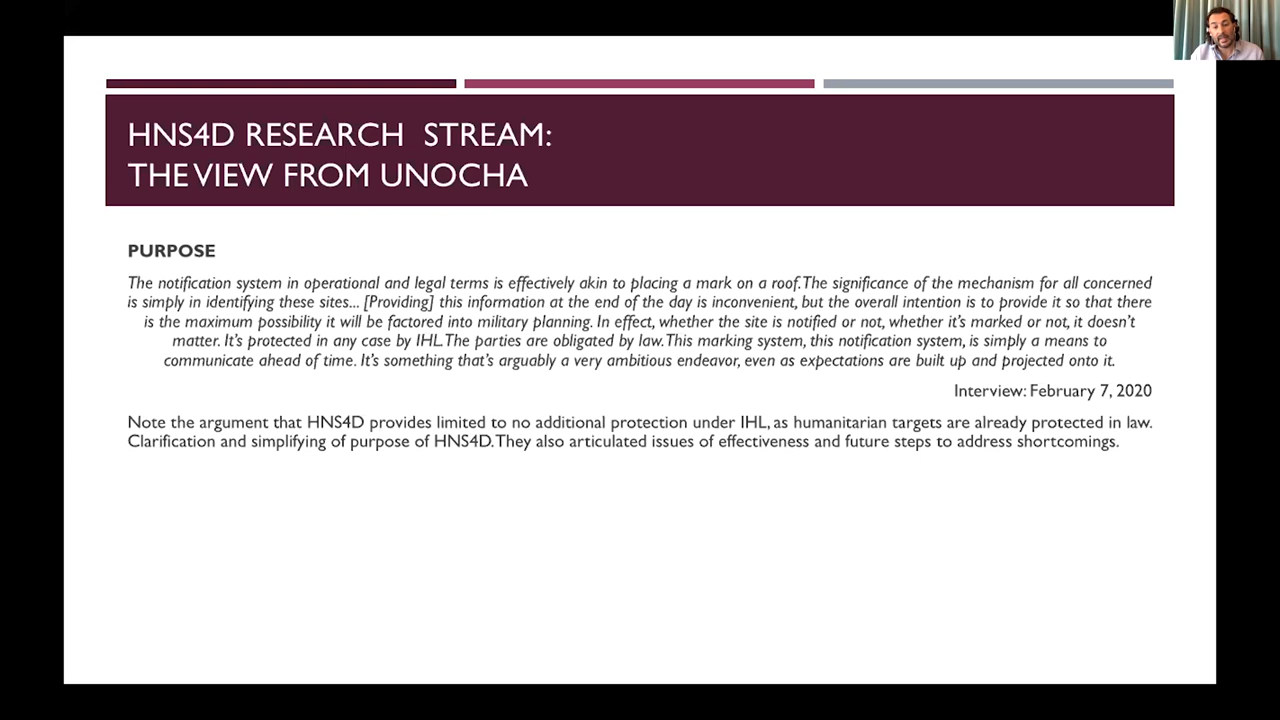 HNS4D RESEARCH STREAM:
THE VIEW FROM UNOCHA
PURPOSE
The notification system in operational and legal terms is effectively akin to placing a mark on a roof. The significance of the mechanism for all concerned
is simply in identifying these sites... [Providing] this information at the end of the day is inconvenient, but the overall intention is to provide it so that there
is the maximum possibility it will be factored into military planning. In effect, whether the site is notified or not, whether it's marked or not, it doesn't
matter. It's protected in any case by IHL. The parties are obligated by law. This marking system, this notification system, is simply a means to
communicate ahead of time. It's something that's arguably a very ambitious endeavor, even as expectations are built up and projected onto it.
Interview: February 7, 2020
Note the argument that HNS4D provides limited to no additional protection under IHL, as humanitarian targets are already protected in law.
Clarification and simplifying of purpose of HNS4D. They also articulated issues of effectiveness and future steps to address shortcomings.